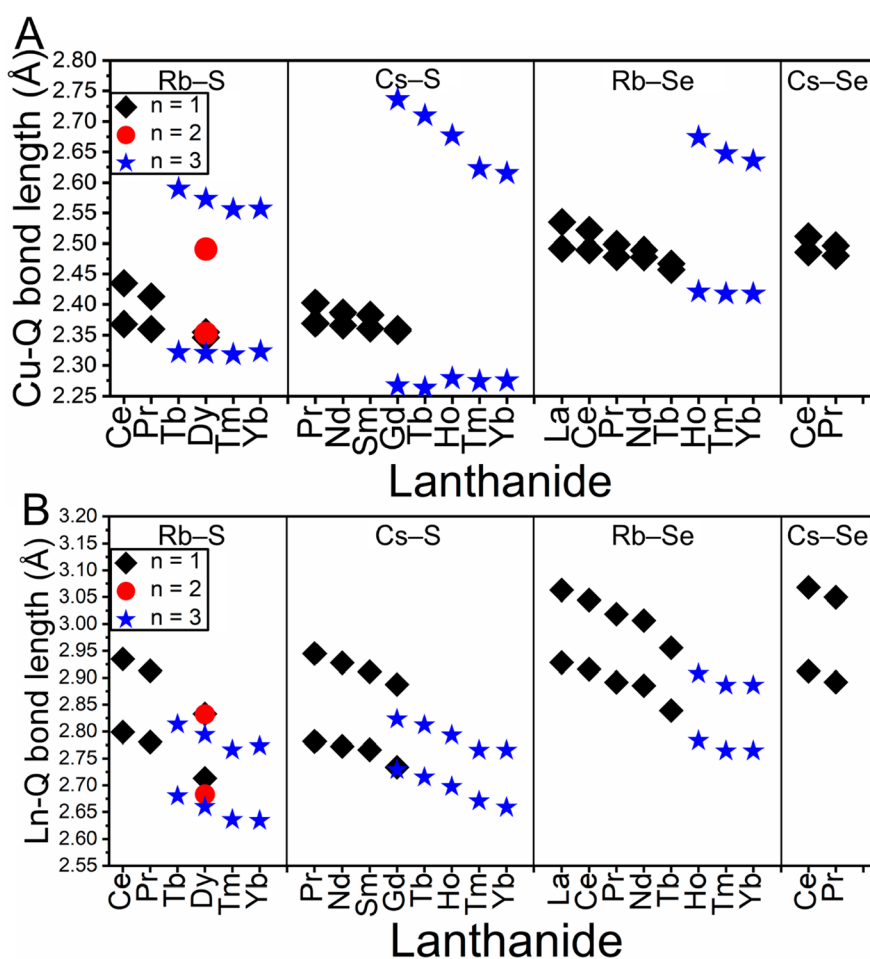 A
Cu-Q bond length (Å)
2.80
2.75
2.70
2.65
2.60
2.55
2.50
2.45
2.40
2.35
2.30
2.25
Rb–S
Cs–S
Rb–Se
Cs–Se
n = 1
n = 2
n = 3
Ce Pr Tb Dy Tm Yb
Pr Nd Sm Gd Tb Ho Tm Yb
La Ce Pr Nd Tb Ho Tm Yb
Ce Pr
Lanthanide
B
Ln-Q bond length (Å)
3.20
3.15
3.10
3.05
3.00
2.95
2.90
2.85
2.80
2.75
2.70
2.65
2.60
2.55
Rb–S
Cs–S
Rb–Se
Cs–Se
n = 1
n = 2
n = 3
Ce Pr Tb Dy Tm Yb
Pr Nd Sm Gd Tb Ho Tm Yb
La Ce Pr Nd Tb Ho Tm Yb
Ce Pr
Lanthanide